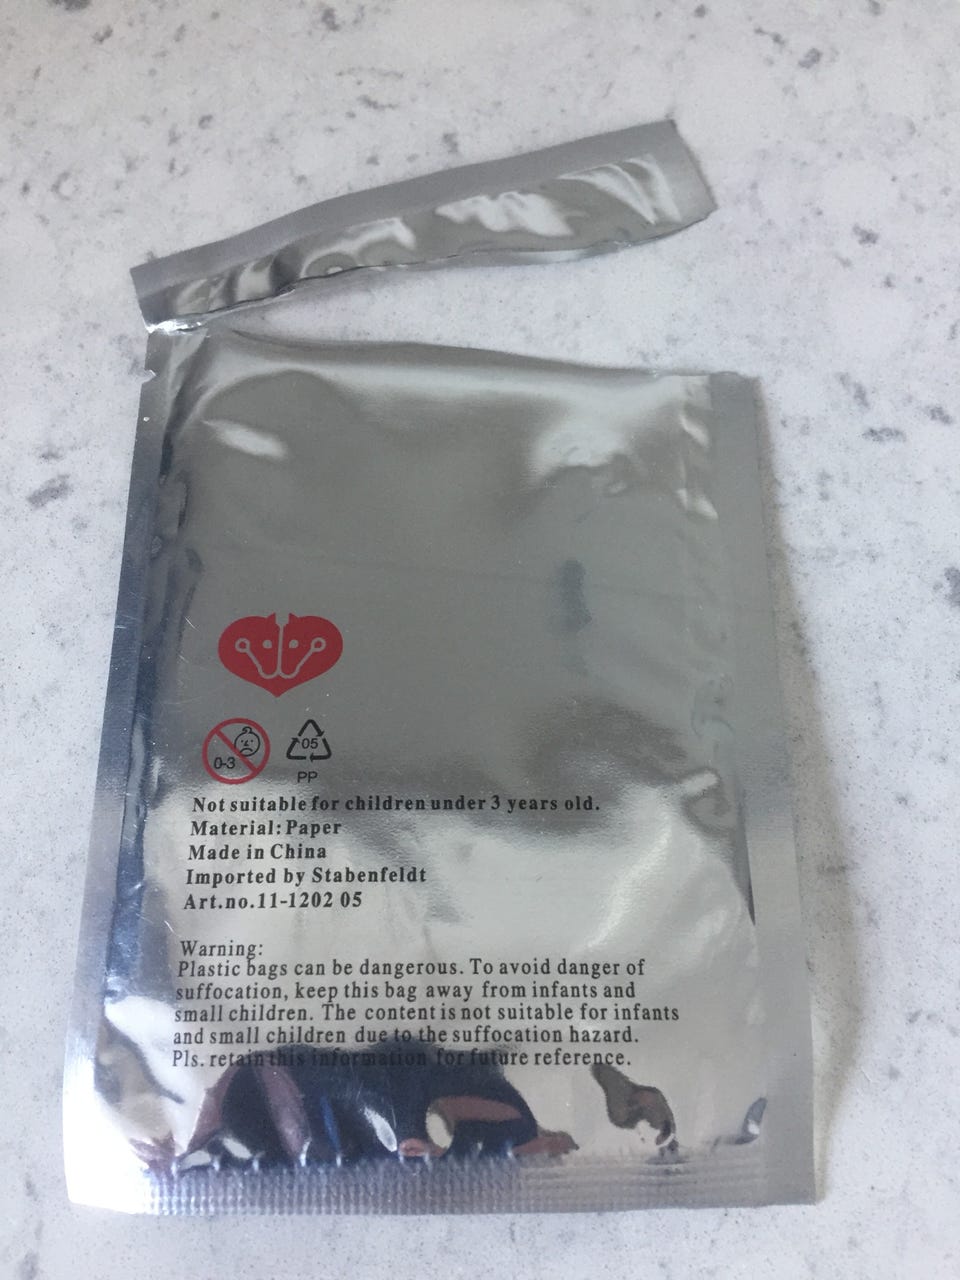 0-3
05
PP
Not suitable for children under 3 years old.
Material: Paper
Made in China
Imported by Stabenfeldt
Art.no.11-1202 05
Warning:
Plastic bags can be dangerous. To avoid danger of
suffocation, keep this bag away from infants and
small children. The content is not suitable for infants
and small children due to the suffocation hazard.
Pls. retain this information for future reference.